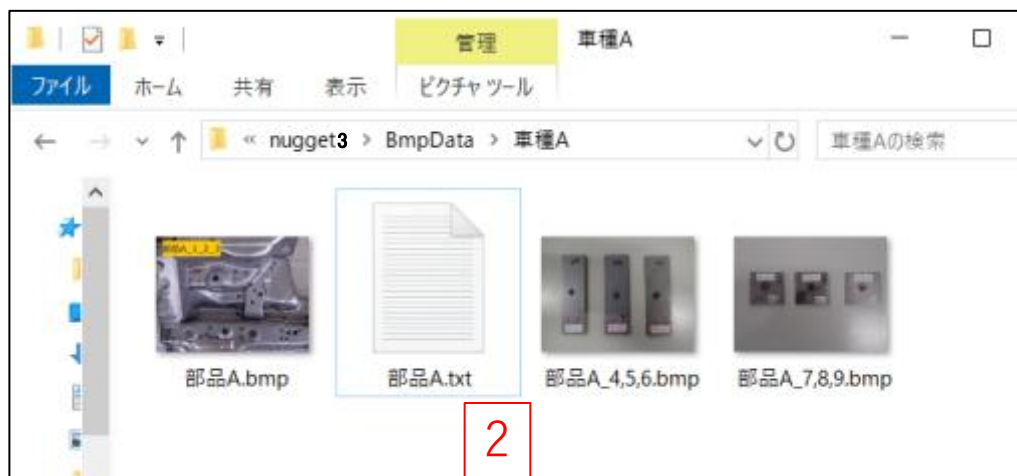 管理 車種A
ファイル ホーム 共有 表示 ピクチャ ツール
« nugget3 > BmpData > 車種A 車種Aの検索
部品A.bmp 部品A.txt 部品A_4,5,6.bmp 部品A_7,8,9.bmp
2